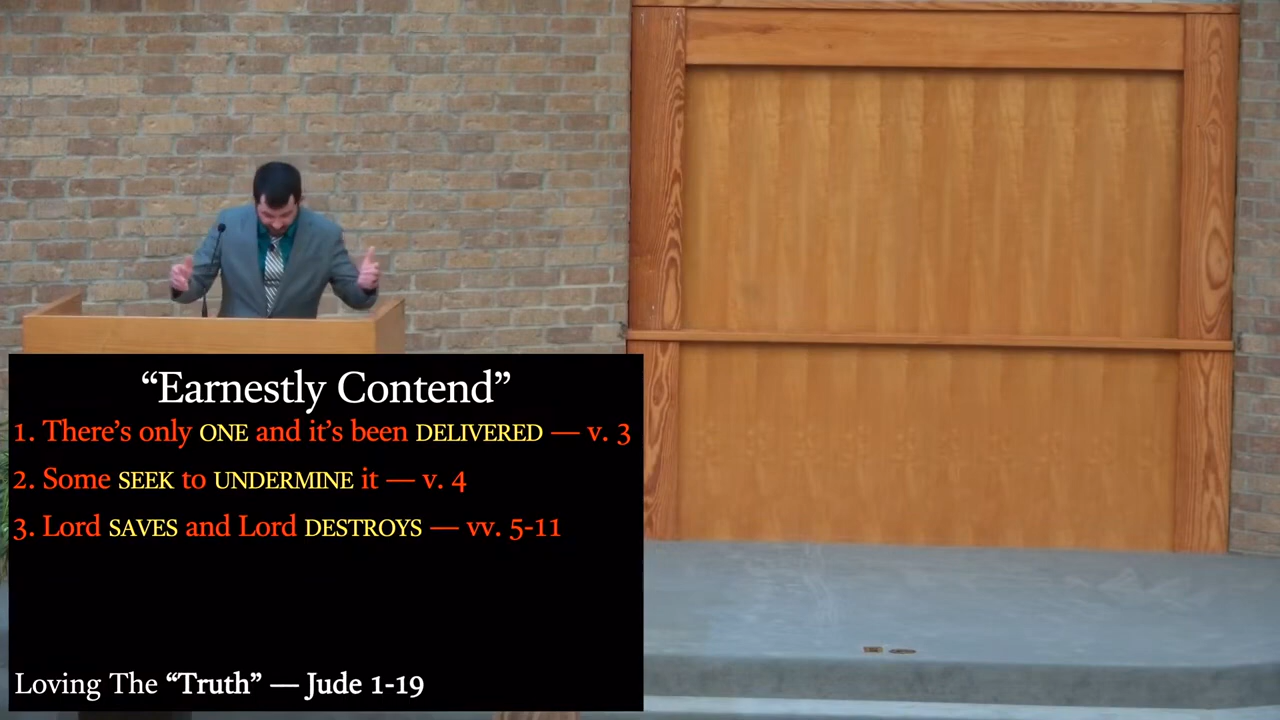 “Earnestly Contend”
1. There’s only ONE and it’s been DELIVERED — v. 3
2. Some SEEK to UNDERMINE it — v. 4
3. Lord SAVES and Lord DESTROYS — vv. 5-11
Loving The “Truth” — Jude 1-19